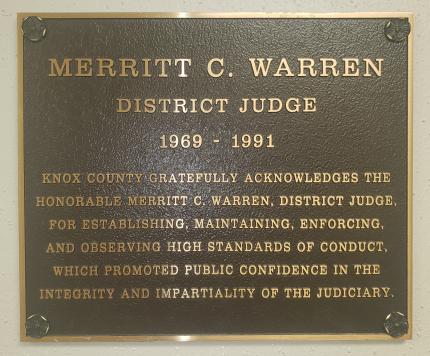 MERRITT C. WARREN
DISTRICT JUDGE
1969 - 1991
KNOX COUNTY GRATEFULLY ACKNOWLEDGES THE
HONORABLE MERRITT C. WARREN, DISTRICT JUDGE,
FOR ESTABLISHING, MAINTAINING, ENFORCING,
AND OBSERVING HIGH STANDARDS OF CONDUCT,
WHICH PROMOTED PUBLIC CONFIDENCE IN THE
INTEGRITY AND IMPARTIALITY OF THE JUDICIARY.